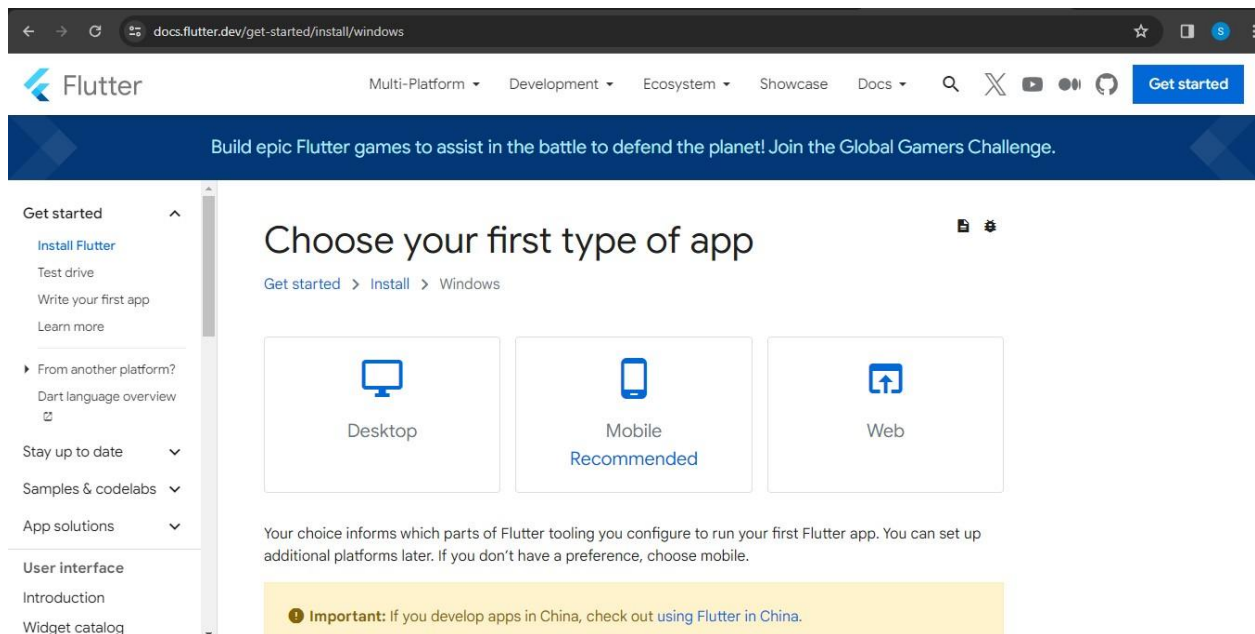 docs.flutter.dev/get-started/install/windows
S
Flutter
Multi-Platform
Development
Ecosystem
Showcase
Docs
Get started
Build epic Flutter games to assist in the battle to defend the planet! Join the Global Gamers Challenge.
Get started
Install Flutter
Test drive
Write your first app
Learn more
From another platform?
Dart language overview
Stay up to date
Samples & codelabs
App solutions
User interface
Introduction
Widget catalog
Choose your first type of app
Get started > Install > Windows
Desktop
Mobile
Recommended
Web
Your choice informs which parts of Flutter tooling you configure to run your first Flutter app. You can set up
additional platforms later. If you don't have a preference, choose mobile.
Important: If you develop apps in China, check out using Flutter in China.